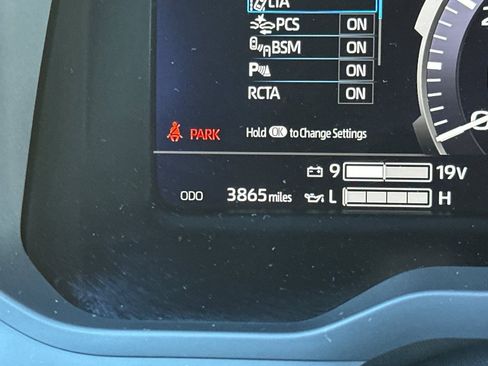 LTA
PCS ON
BSM ON
P ON
RCTA ON
PARK Hold OK to Change Settings
9 19V
ODO 3865 miles L H